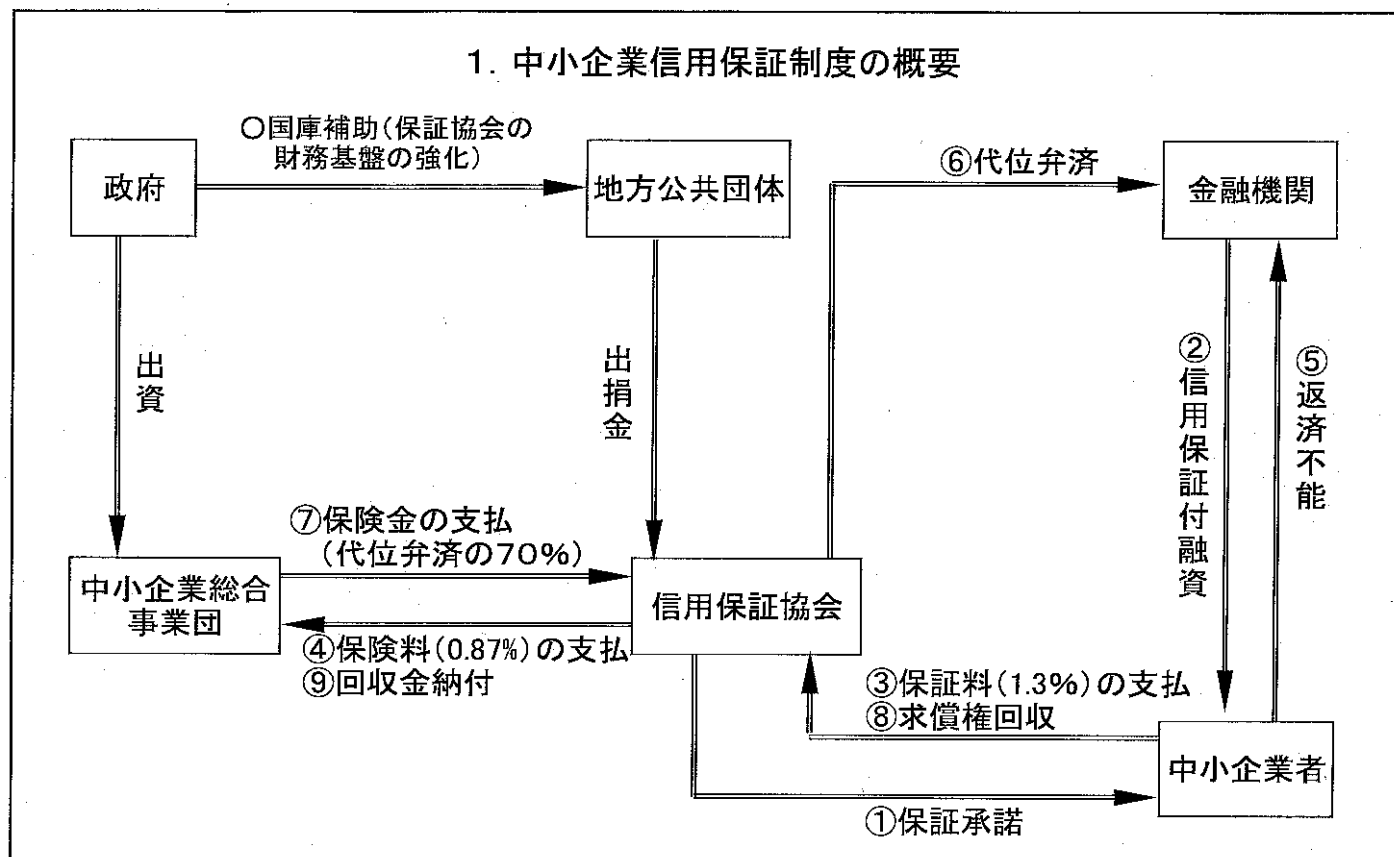 1. 中小企業信用保証制度の概要
○国庫補助(保証協会の
財務基盤の強化)
政府
地方公共団体
⑥代位弁済
金融機関
出資
出捐金
②信用保証付融資
⑤返済不能
⑦保険金の支払
(代位弁済の70%)
中小企業総合
事業団
信用保証協会
④保険料(0.87%)の支払
⑨回収金納付
③保証料(1.3%)の支払
⑧求償権回収
中小企業者
①保証承諾